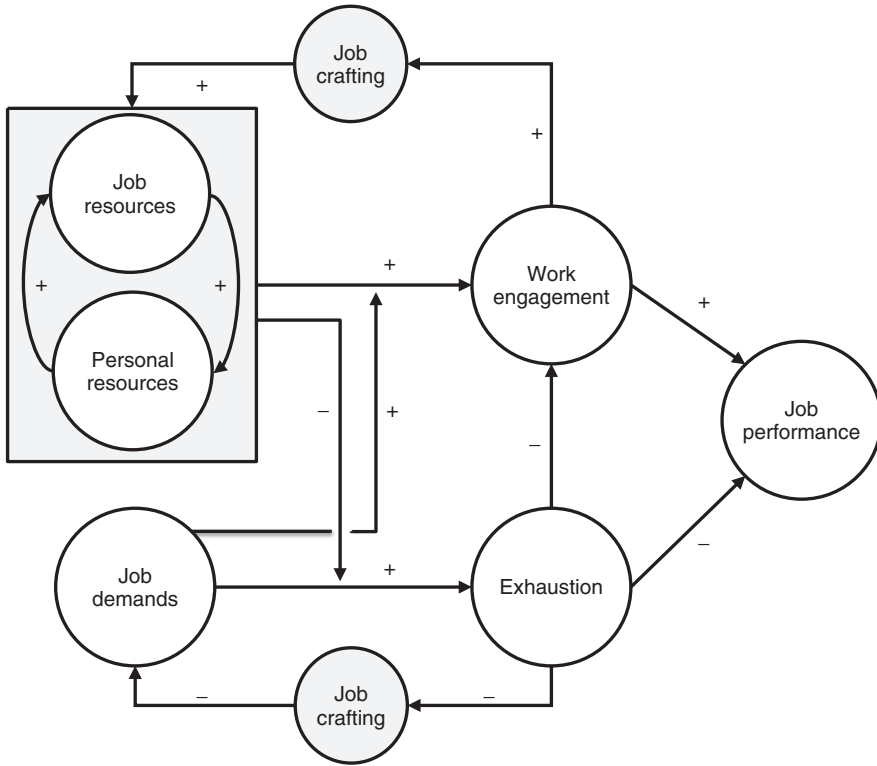 Job
crafting
+
+
Job
resources
+
+
+
Work
engagement
+
Personal
resources
–
+
–
Job
performance
Job
demands
+
Exhaustion
–
–
Job
crafting
–